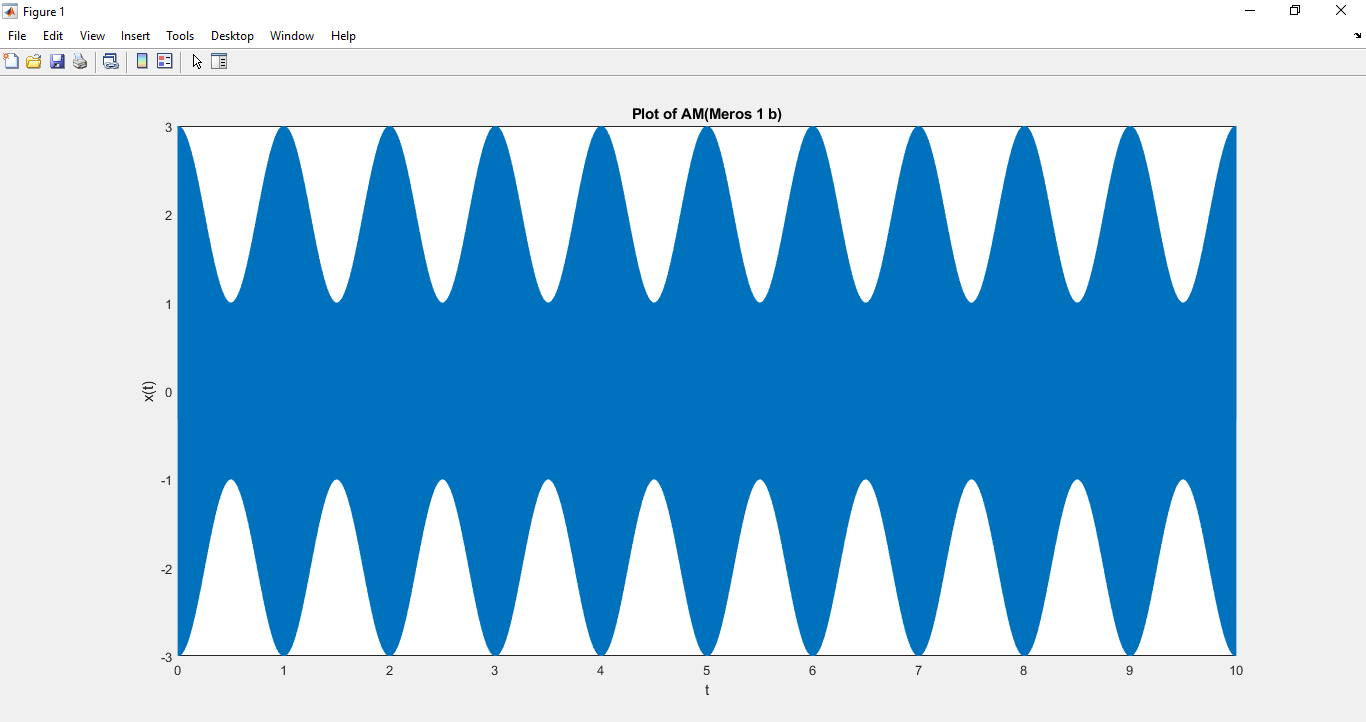 Figure 1
File Edit View Insert Tools Desktop Window Help
Plot of AM(Meros 1 b)
3
2
1
0
-1
-2
-3
x(t)
0 1 2 3 4 5 6 7 8 9 10
t